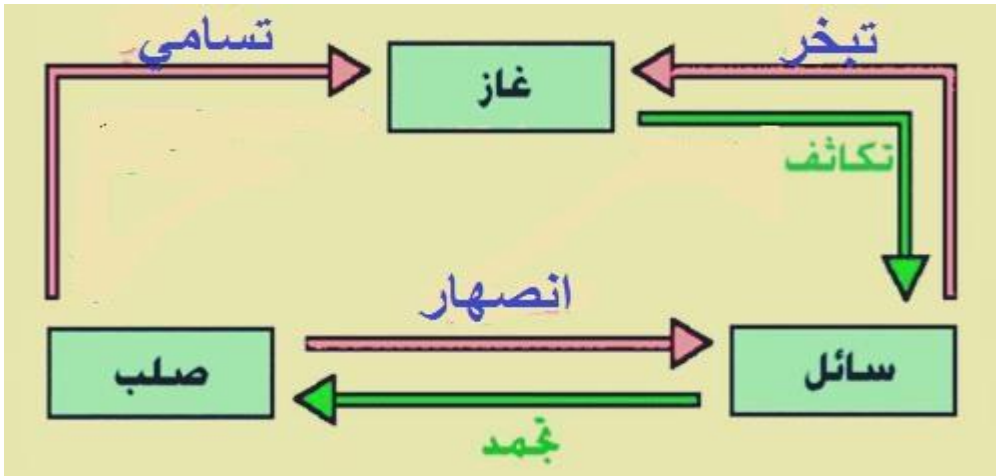 تبخر
تسامي
غاز
تكاثف
انصهار
سائل
صلب
تجمد